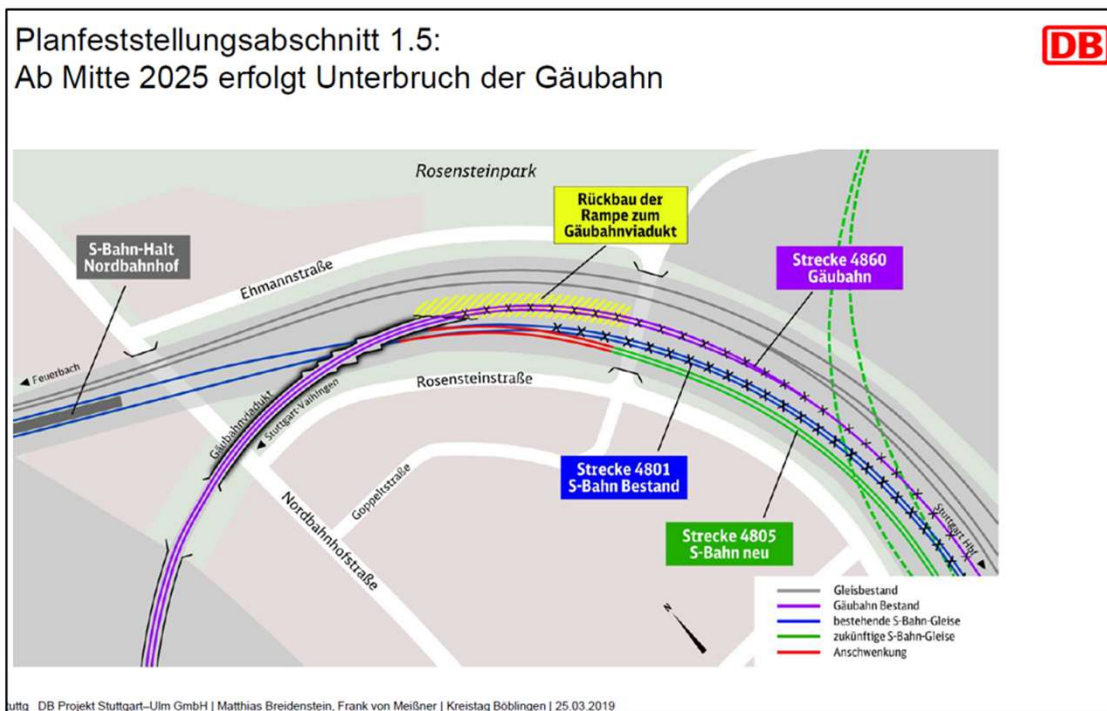 Planfeststellungsabschnitt 1.5:
Ab Mitte 2025 erfolgt Unterbruch der Gäubahn
DB
Rosensteinpark
Rückbau der
Rampe zum
Gäubahnviadukt
S-Bahn-Halt
Nordbahnhof
Strecke 4860
Gäubahn
Ehmannstraße
Feuerbach
Rosensteinstraße
Gäubahnviadukt
Stuttgart-Vaihingen
Strecke 4801
S-Bahn Bestand
Goppeltstraße
Nordbahnhofstraße
Strecke 4805
S-Bahn neu
Stuttgart Hbf
N
Gleisbestand
Gäubahn Bestand
bestehende S-Bahn-Gleise
zukünftige S-Bahn-Gleise
Anschwenkung
tuttg DB Projekt Stuttgart–Ulm GmbH | Matthias Breidenstein, Frank von Meißner | Kreistag Böblingen | 25.03.2019